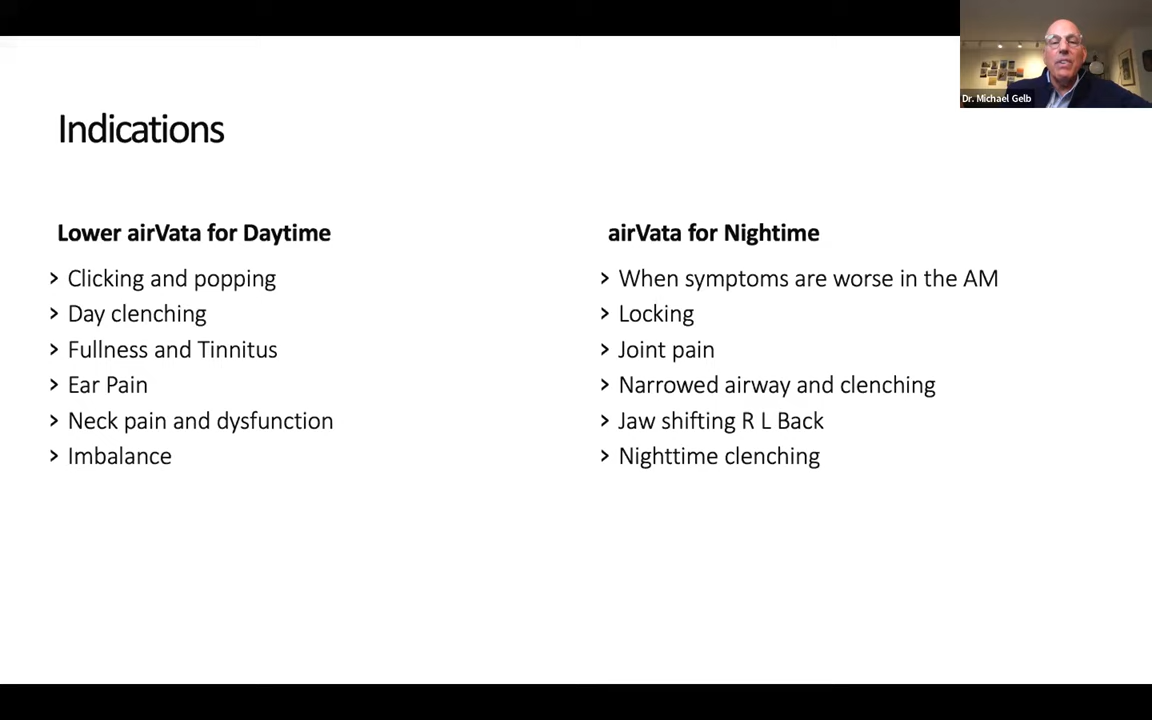 Dr. Michael Gelb
Indications
Lower airVata for Daytime
> Clicking and popping
> Day clenching
> Fullness and Tinnitus
> Ear Pain
> Neck pain and dysfunction
> Imbalance
airVata for Nightime
> When symptoms are worse in the AM
> Locking
> Joint pain
> Narrowed airway and clenching
> Jaw shifting R L Back
> Nighttime clenching